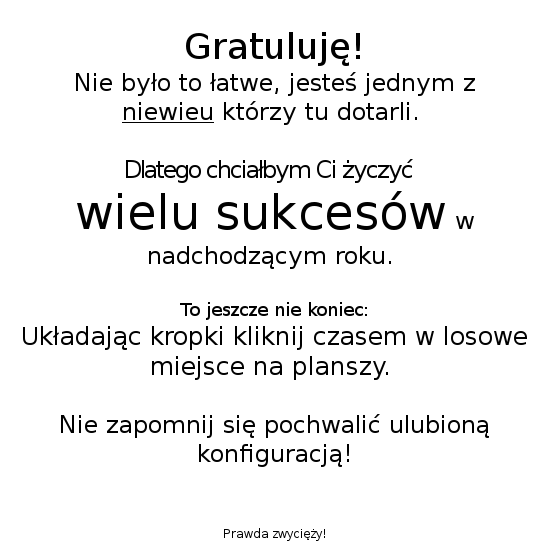 Gratuluję!
Nie było to łatwe, jesteś jednym z
niewieu którzy tu dotarli.
Dlatego chciałbym Ci życzyć
wielu sukcesów w
nadchodzącym roku.
To jeszcze nie koniec:
Układając kropki kliknij czasem w losowe
miejsce na planszy.
Nie zapomnij się pochwalić ulubioną
konfiguracją!
Prawda zwycięży!